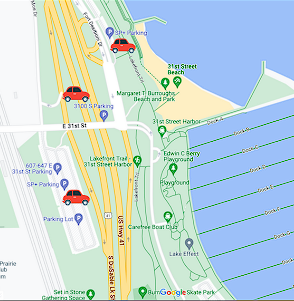 Fort Dearborn Dr
SP+ Parking
31st Street
Beach
Margaret T. Burroughs
Beach and Park
3100 S Parking
31st Street Harbor
E 31st St
Edwin C Berry
Playground
Lakefront Trail
31st Street Harbor
607-647 E
31st St Parking
SP+ Parking
Playground
Parking Lot
US Hwy 41
S DuSable Lk Sh
Carefree Boat Club
Lake Effect
Prairie
Club
um
Set in Stone
Gathering Space
Burn
Google
Skate Park